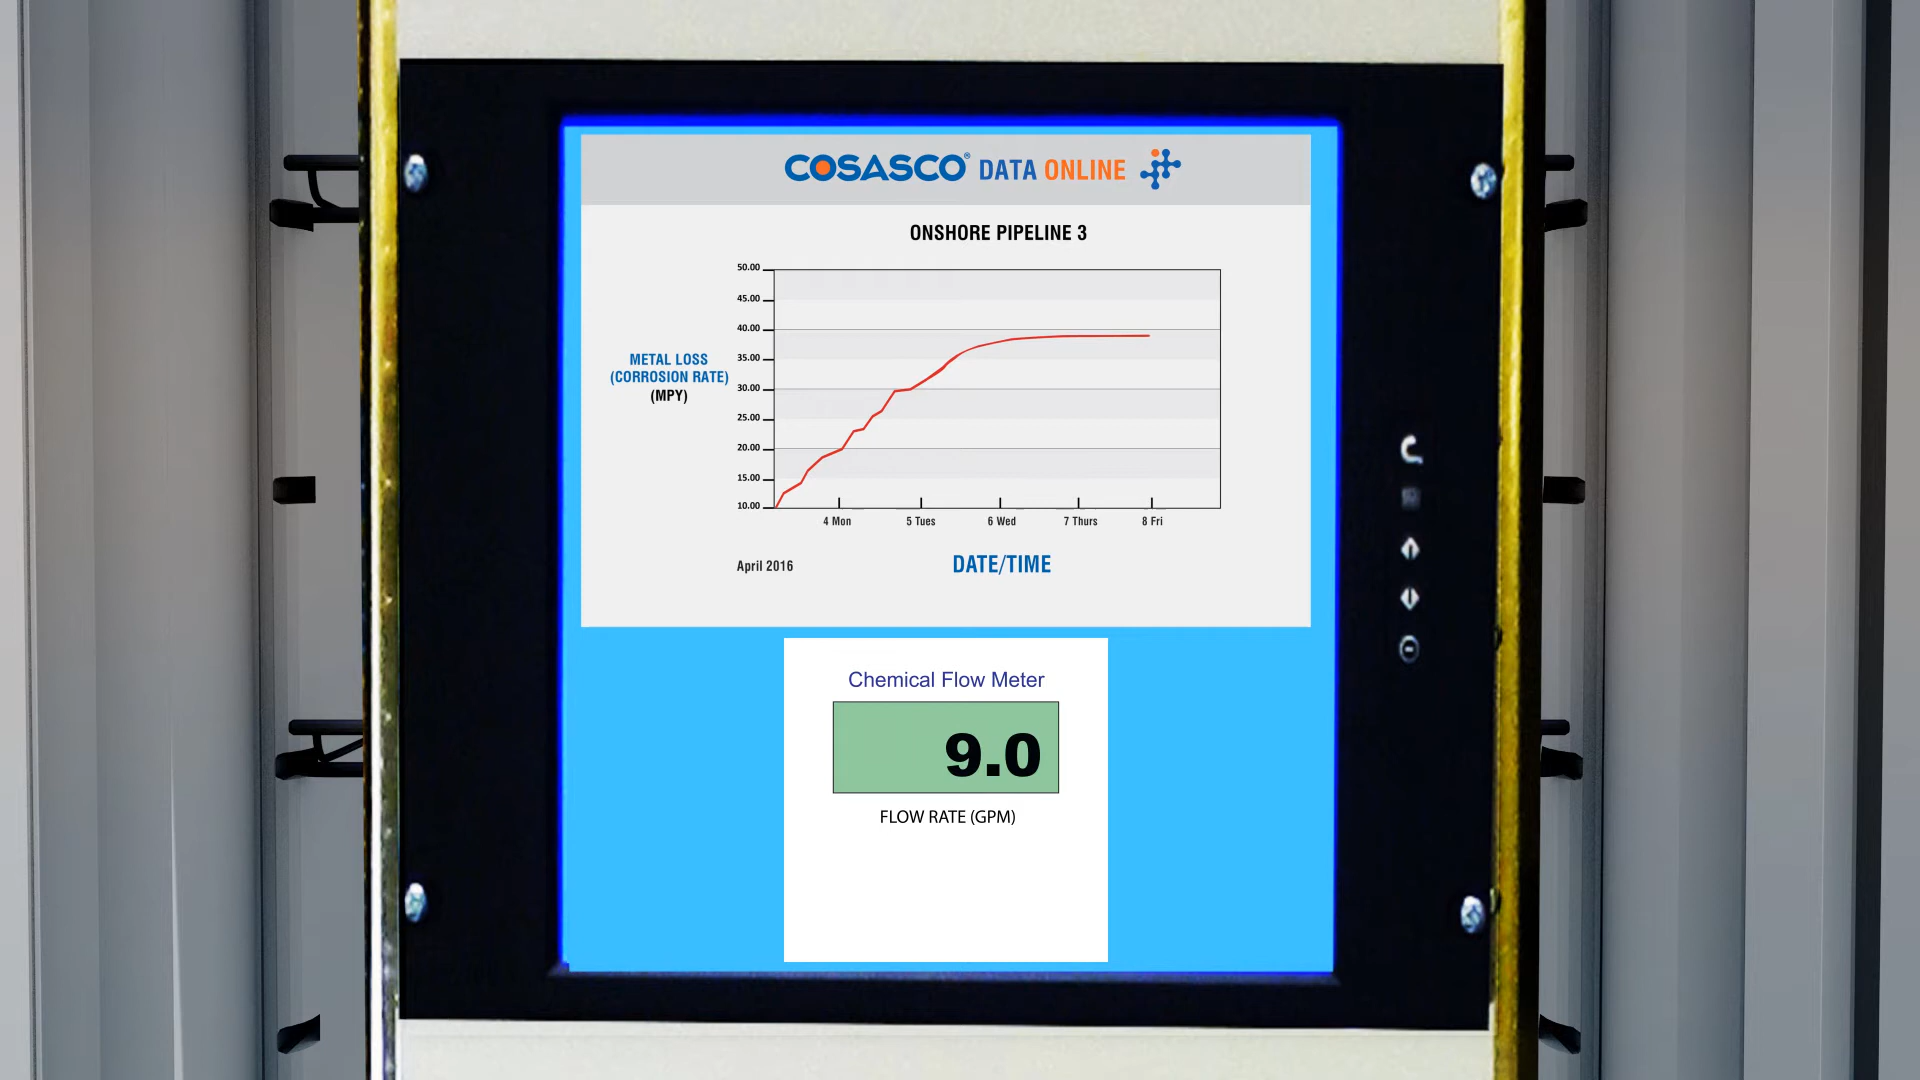 COSASCO® DATA ONLINE
ONSHORE PIPELINE 3
50.00
45.00
40.00
35.00
30.00
25.00
20.00
15.00
10.00
METAL LOSS
(CORROSION RATE)
(MPY)
4 Mon 5 Tues 6 Wed 7 Thurs 8 Fri
April 2016
DATE/TIME
Chemical Flow Meter
9.0
FLOW RATE (GPM)